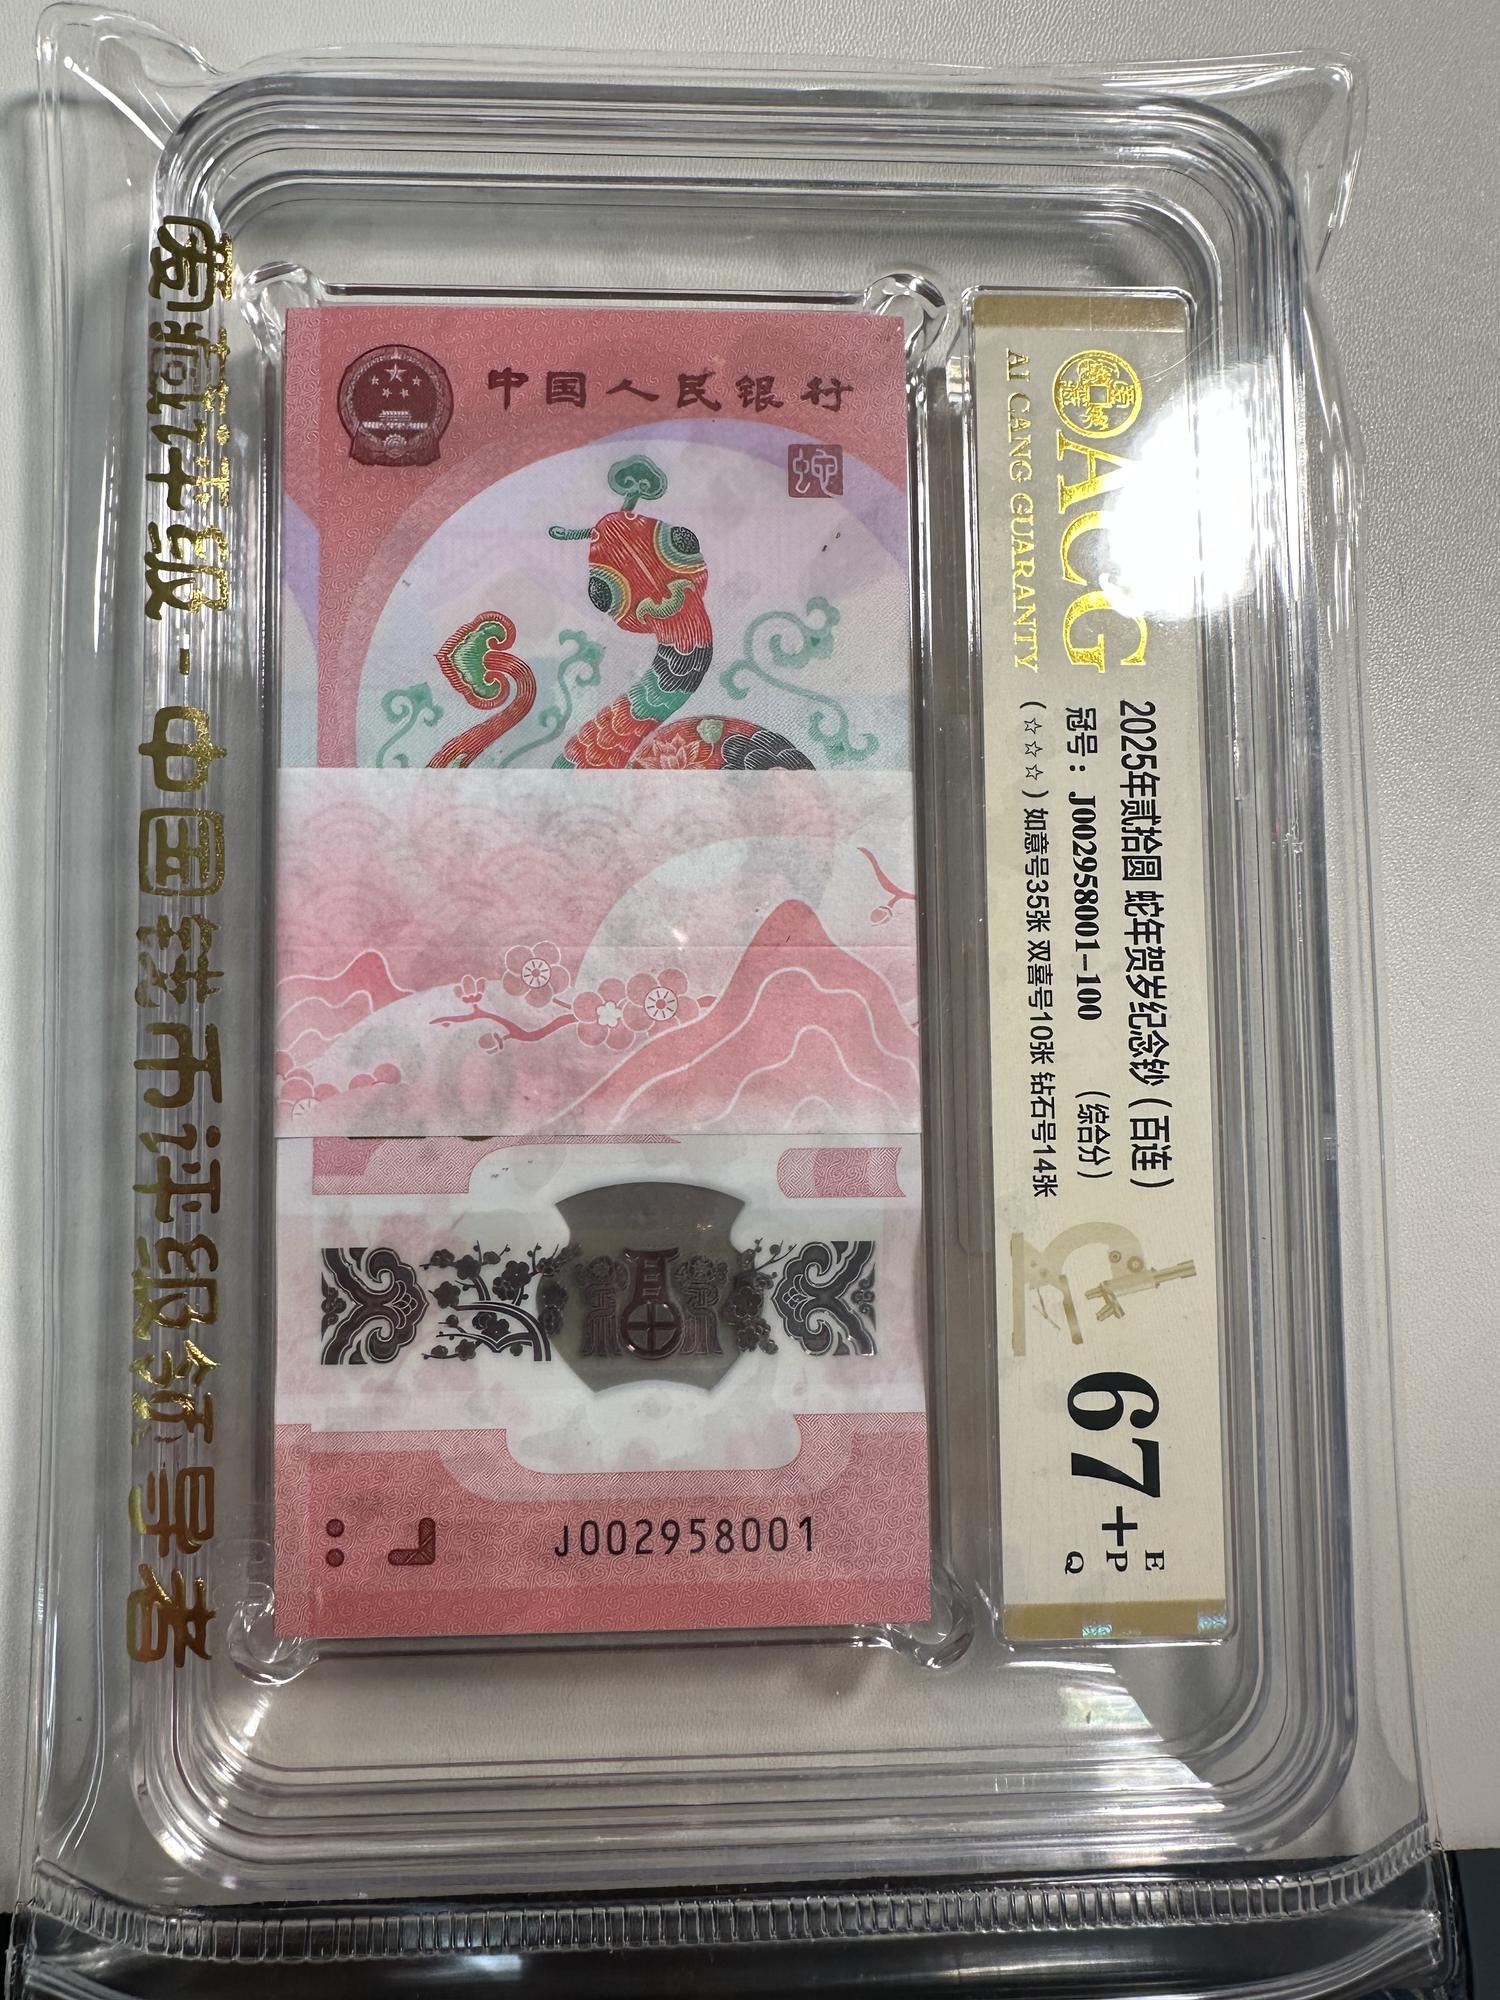 爱藏评级-中国钱币评级领导者
中国人民银行
蛇
J002958001
ACG
AI CANG GUARANTY
2025年贰拾圆 蛇年贺岁纪念钞（百连）
冠号：J002958001-100 （综合分）
（☆☆☆）如意号35张 双喜号10张 钻石号14张
67+
EPQ